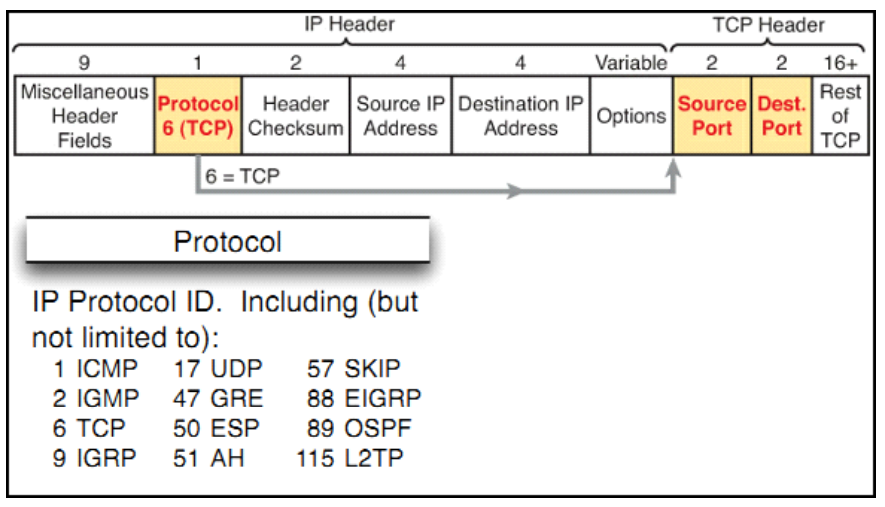 IP Header TCP Header
9 1 2 4 4 Variable 2 2 16+
Miscellaneous Header Fields Protocol 6 (TCP) Header Checksum Source IP Address Destination IP Address Options Source Port Dest. Port Rest of TCP
6 = TCP
Protocol
IP Protocol ID. Including (but
not limited to):
1 ICMP 17 UDP 57 SKIP
2 IGMP 47 GRE 88 EIGRP
6 TCP 50 ESP 89 OSPF
9 IGRP 51 AH 115 L2TP